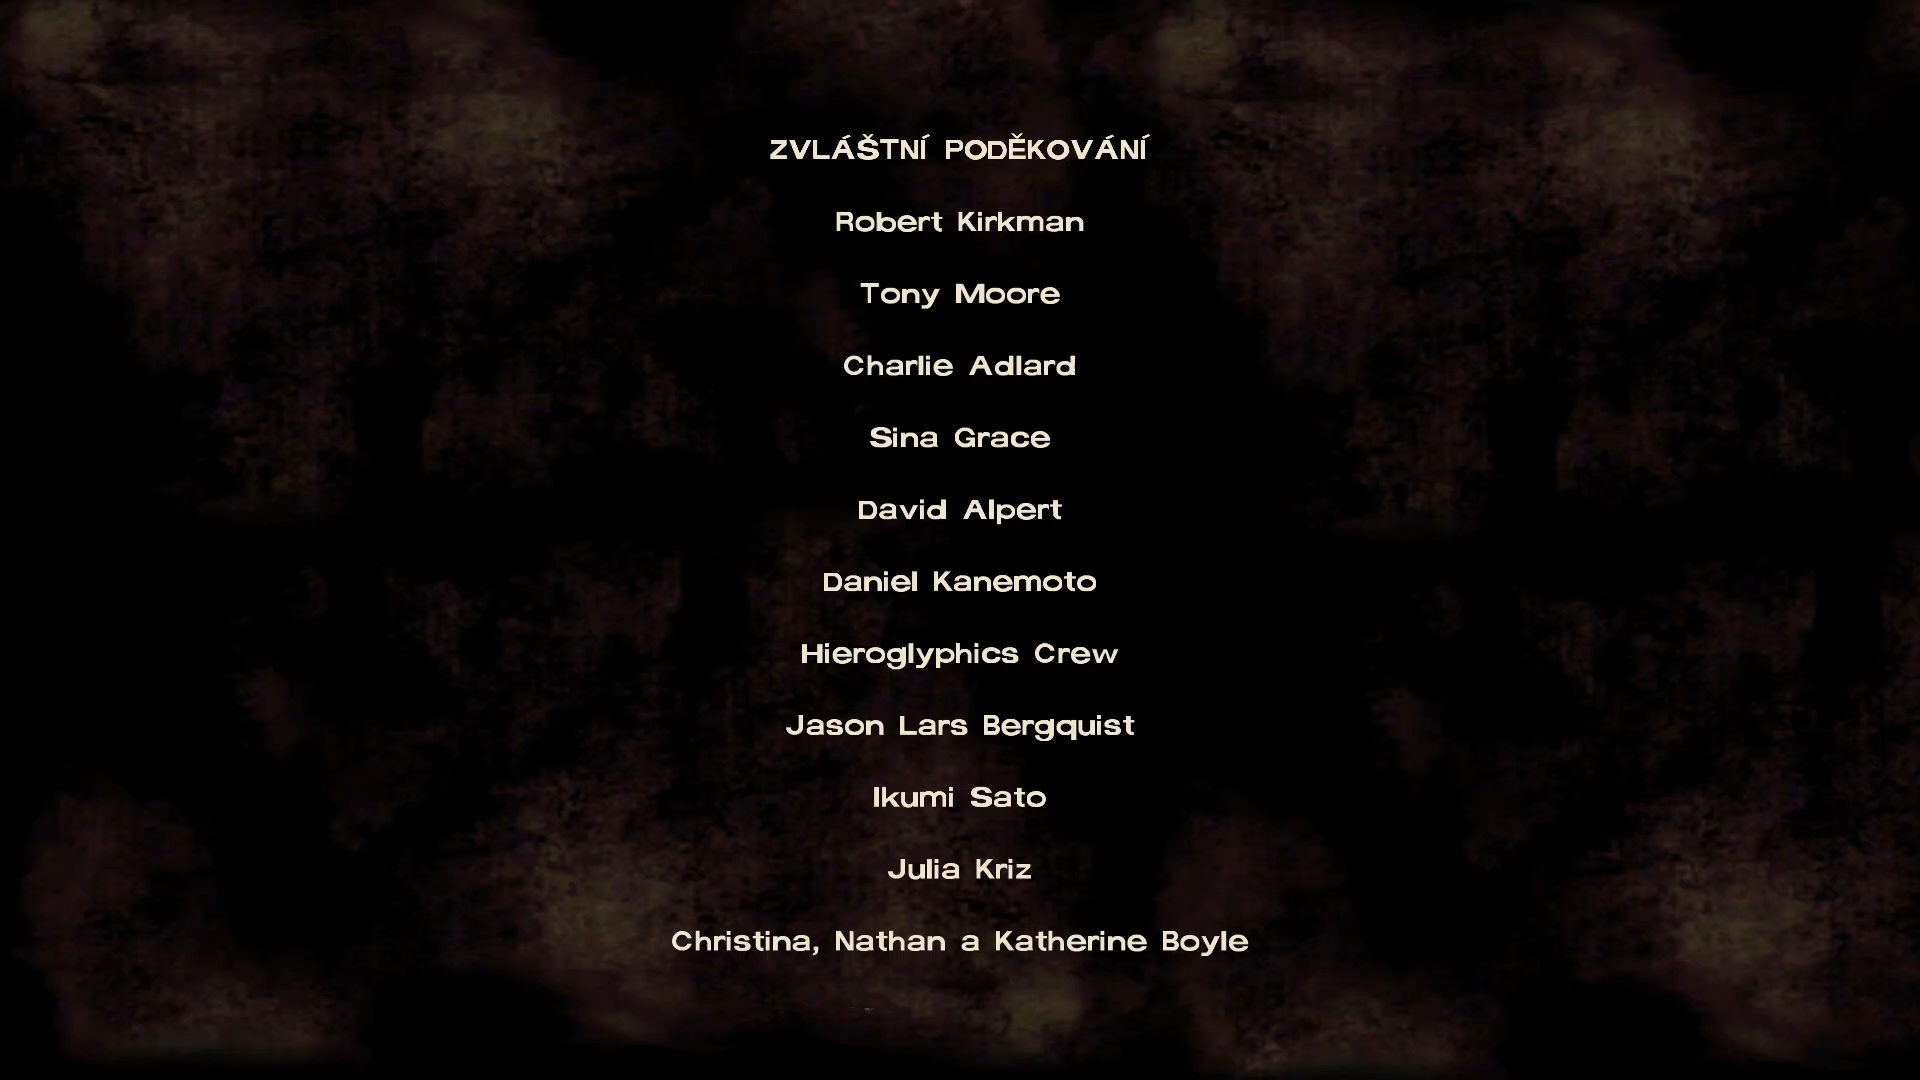 ZVLÁŠTNÍ PODĚKOVÁNÍ
Robert Kirkman
Tony Moore
Charlie Adlard
Sina Grace
David Alpert
Daniel Kanemoto
Hieroglyphics Crew
Jason Lars Bergquist
Ikumi Sato
Julia Kriz
Christina, Nathan a Katherine Boyle